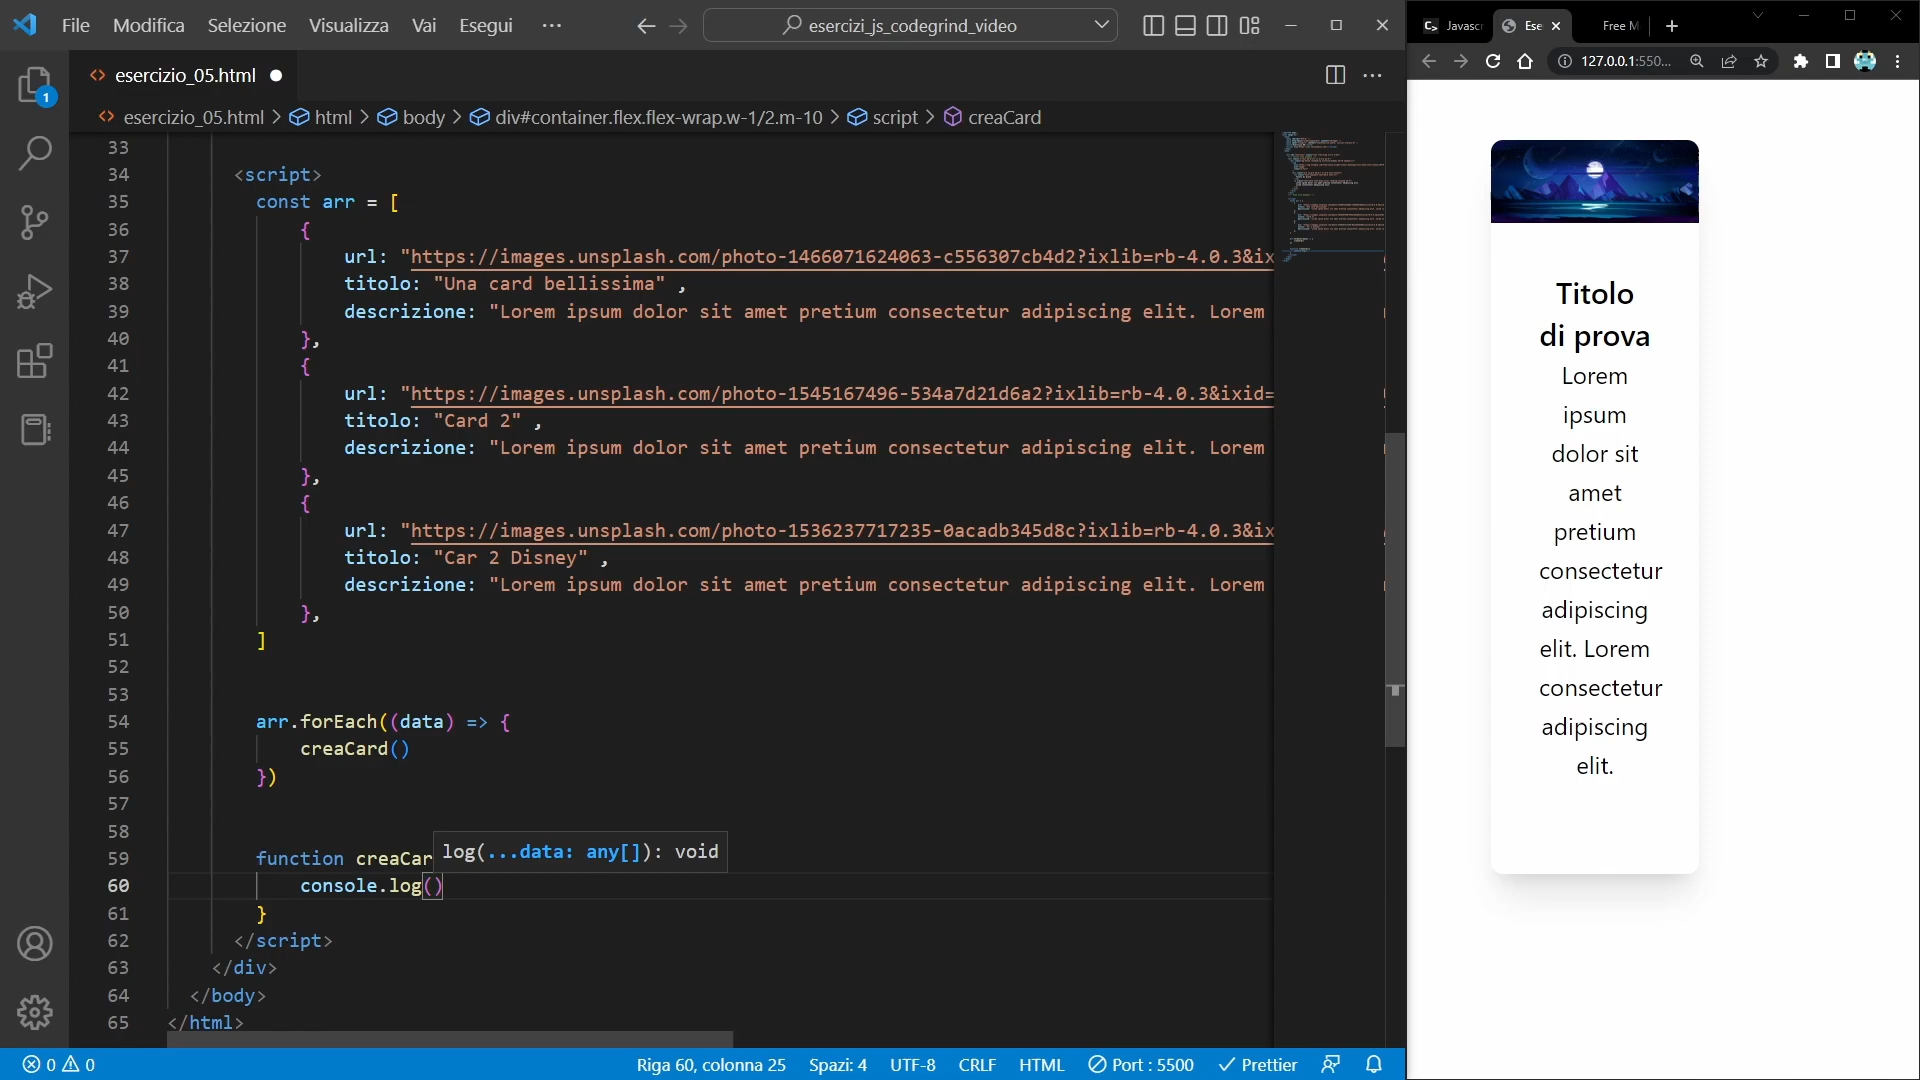 File Modifica Selezione Visualizza Vai Esegui ···
esercizi_js_codegrind_video
esercizio_05.html
esercizio_05.html > html > body > div#container.flex.flex-wrap.w-1/2.m-10 > script > creaCard
1
33
34 <script>
35 const arr = [
36 {
37 url: "https://images.unsplash.com/photo-1466071624063-c556307cb4d2?ixlib=rb-4.0.3&ix
38 titolo: "Una card bellissima" ,
39 descrizione: "Lorem ipsum dolor sit amet pretium consectetur adipiscing elit. Lorem
40 },
41 {
42 url: "https://images.unsplash.com/photo-1545167496-534a7d21d6a2?ixlib=rb-4.0.3&ixid=
43 titolo: "Card 2" ,
44 descrizione: "Lorem ipsum dolor sit amet pretium consectetur adipiscing elit. Lorem
45 },
46 {
47 url: "https://images.unsplash.com/photo-1536237717235-0acadb345d8c?ixlib=rb-4.0.3&ix
48 titolo: "Car 2 Disney" ,
49 descrizione: "Lorem ipsum dolor sit amet pretium consectetur adipiscing elit. Lorem
50 },
51 ]
52
53
54 arr.forEach((data) => {
55 creaCard()
56 })
57
58
log(...data: any[]): void
59 function creaCar
60 console.log()
61 }
62 </script>
63 </div>
64 </body>
65 </html>
0 0 Riga 60, colonna 25 Spazi: 4 UTF-8 CRLF HTML Port : 5500 Prettier
Javasc Ese Free M
127.0.0.1:550...
Titolo
di prova
Lorem
ipsum
dolor sit
amet
pretium
consectetur
adipiscing
elit. Lorem
consectetur
adipiscing
elit.